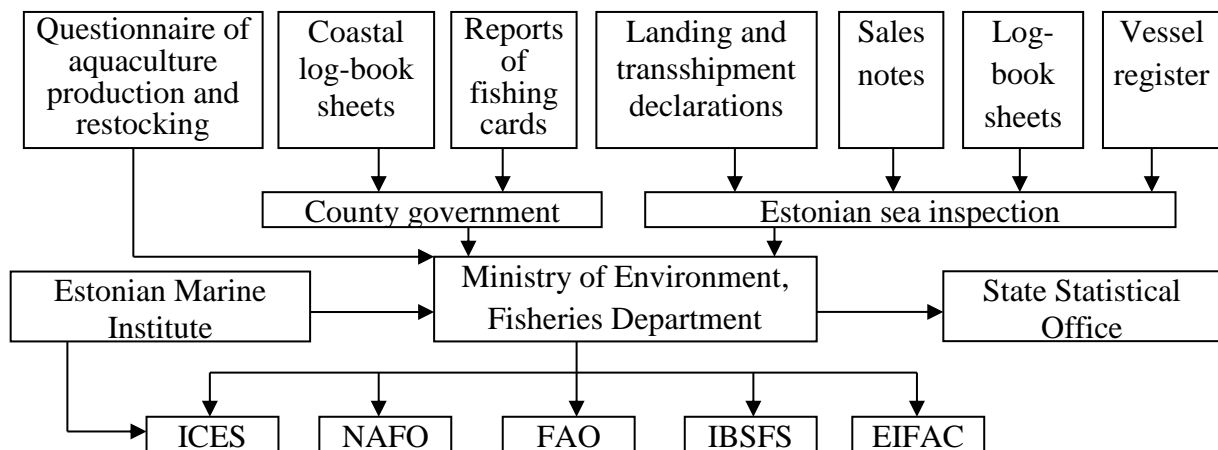 Questionnaire of
aquaculture
production and
restocking
Coastal
log-book
sheets
Reports
of
fishing
cards
Landing and
transshipment
declarations
Sales
notes
Log-
book
sheets
Vessel
register
County government
Estonian sea inspection
Estonian Marine
Institute
Ministry of Environment,
Fisheries Department
State Statistical
Office
ICES
NAFO
FAO
IBSFS
EIFAC